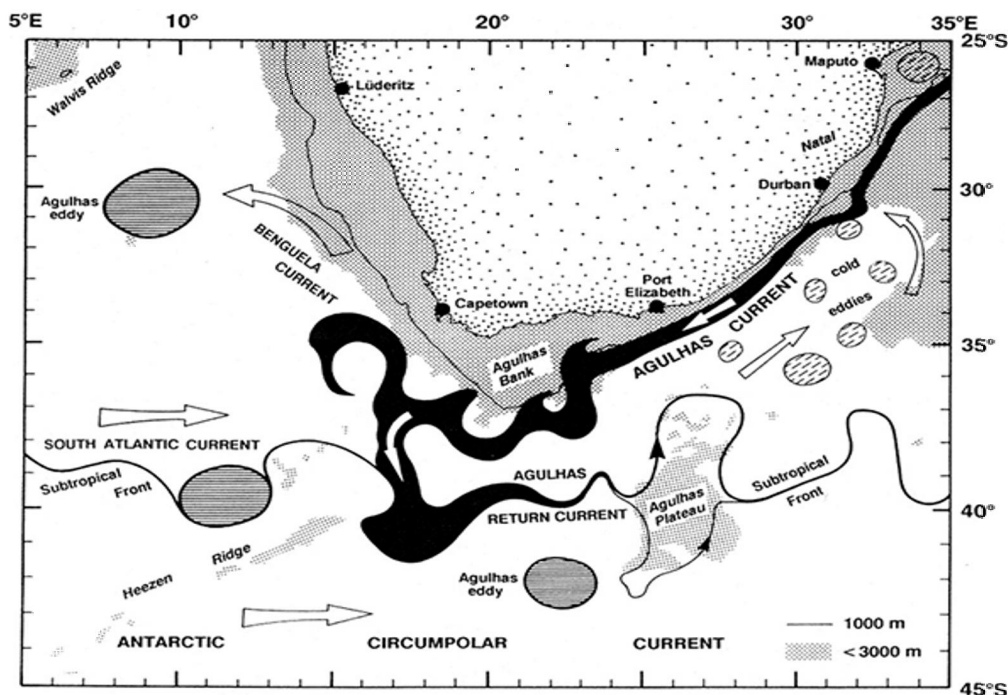 5°E
10°
20°
30°
35°E
25°S
Maputo
Walvis Ridge
Lüderitz
Natal
Durban
30°
Agulhas
eddy
BENGUELA
CURRENT
Port
Elizabeth
cold
eddies
Capetown
AGULHAS CURRENT
35°
Agulhas
Bank
SOUTH ATLANTIC CURRENT
Subtropical
Front
AGULHAS
RETURN CURRENT
Agulhas
Plateau
Subtropical
Front
40°
Heezen Ridge
Agulhas
eddy
1000 m
<3000 m
ANTARCTIC CIRCUMPOLAR CURRENT
45°S